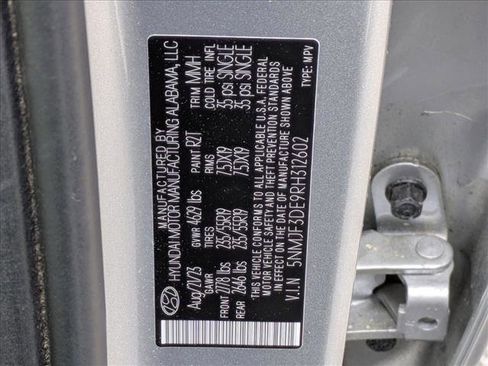 MANUFACTURED BY
HYUNDAI MOTOR MANUFACTURING ALABAMA, LLC
Aug/21/23 GVWR 4629 lbs PAINT R2T TRIM MMH
GAWR TIRES RIMS COLD TIRE INFL
FRONT 2778 lbs 235/55R19 7.5JX19 35 psi SINGLE
REAR 2646 lbs 235/55R19 7.5JX19 35 psi SINGLE
THIS VEHICLE CONFORMS TO ALL APPLICABLE U.S.A. FEDERAL
MOTOR VEHICLE SAFETY AND THEFT PREVENTION STANDARDS
IN EFFECT ON THE DATE OF MANUFACTURE SHOWN ABOVE
V.I.N 5NMJF3DE9RH312602 TYPE: MPV